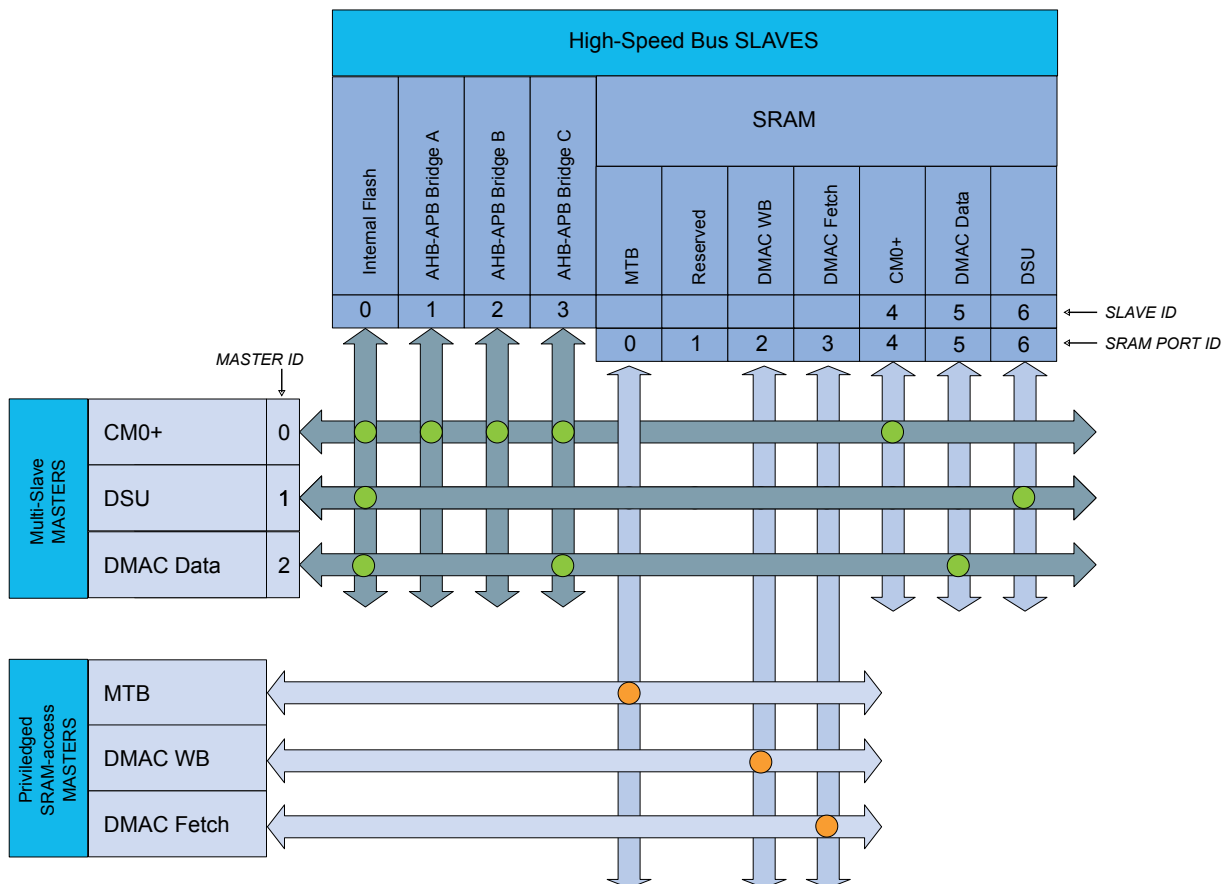 High-Speed Bus SLAVES
SRAM
Internal Flash
AHB-APB Bridge A
AHB-APB Bridge B
AHB-APB Bridge C
MTB
Reserved
DMAC WB
DMAC Fetch
CM0+
DMAC Data
DSU
0 1 2 3 4 5 6 SLAVE ID
0 1 2 3 4 5 6 SRAM PORT ID
MASTER ID
Multi-Slave
MASTERS
CM0+ 0
DSU 1
DMAC Data 2
Priviledged
SRAM-access
MASTERS
MTB
DMAC WB
DMAC Fetch